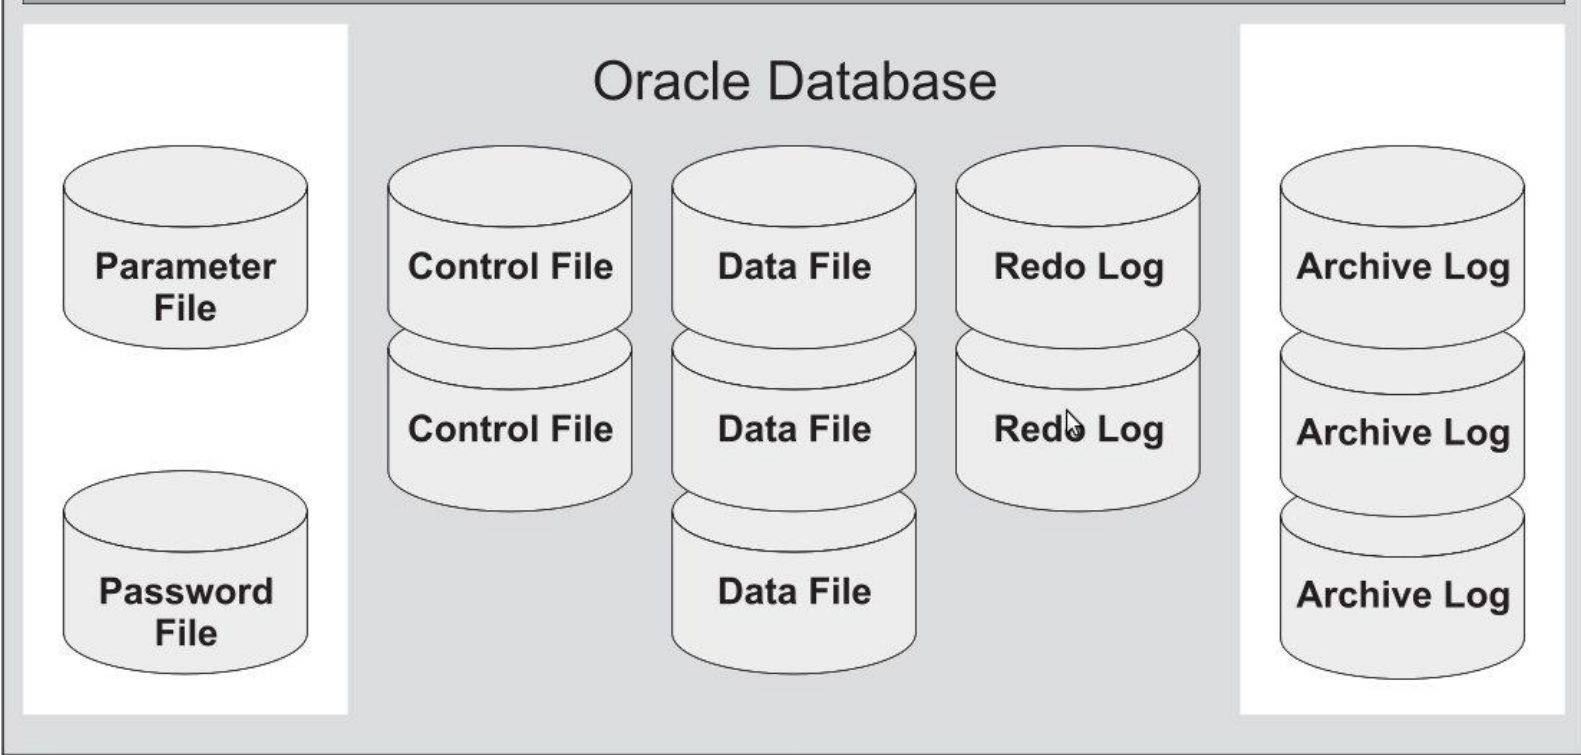 Oracle Database
Parameter
File
Control File
Data File
Redo Log
Archive Log
Control File
Data File
Redo Log
Archive Log
Password
File
Data File
Archive Log